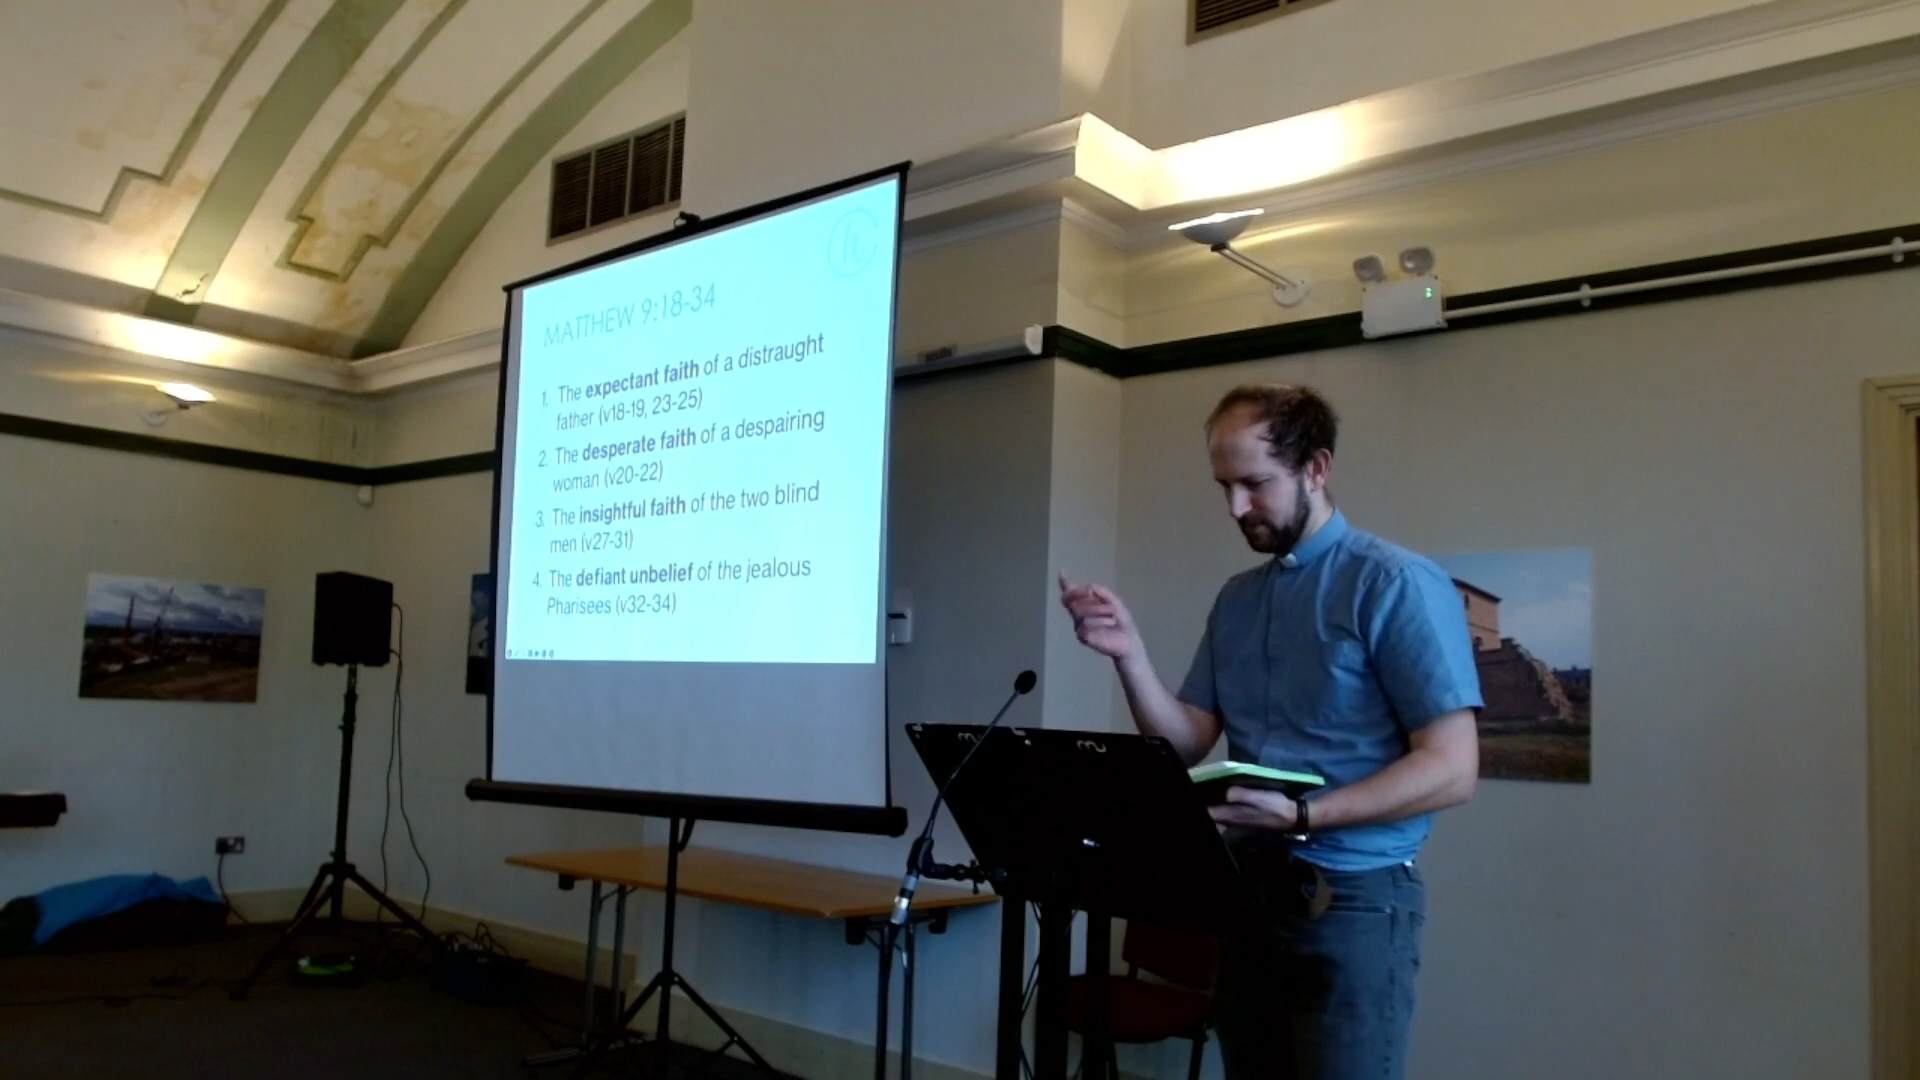 MATTHEW 9:18-34
1. The expectant faith of a distraught
father (v18-19, 23-25)
2. The desperate faith of a despairing
woman (v20-22)
3. The insightful faith of the two blind
men (v27-31)
4. The defiant unbelief of the jealous
Pharisees (v32-34)